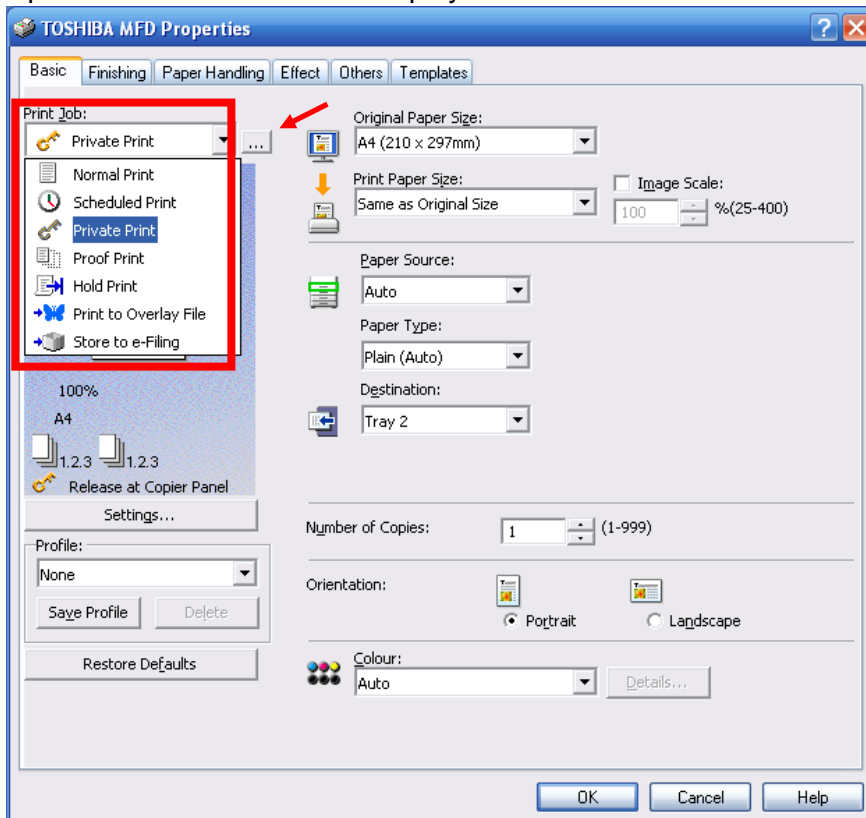 TOSHIBA MFD Properties
Basic Finishing Paper Handling Effect Others Templates
Print Job:
Private Print ...
Normal Print
Scheduled Print
Private Print
Proof Print
Hold Print
Print to Overlay File
Store to e-Filing
100%
A4
1.2.3 1.2.3
Release at Copier Panel
Settings...
Profile:
None
Save Profile Delete
Restore Defaults
Original Paper Size:
A4 (210 x 297mm)
Print Paper Size:
Same as Original Size
Image Scale:
100 %(25-400)
Paper Source:
Auto
Paper Type:
Plain (Auto)
Destination:
Tray 2
Number of Copies: 1 (1-999)
Orientation:
Portrait Landscape
Colour:
Auto Details...
OK Cancel Help